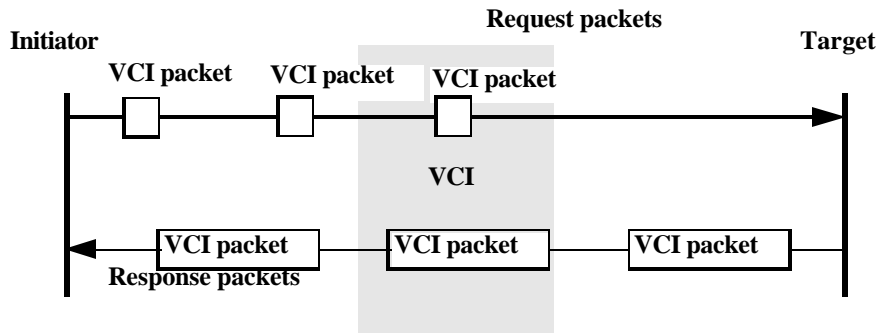 Request packets
Initiator
Target
VCI packet
VCI packet
VCI packet
VCI
VCI packet
VCI packet
VCI packet
Response packets